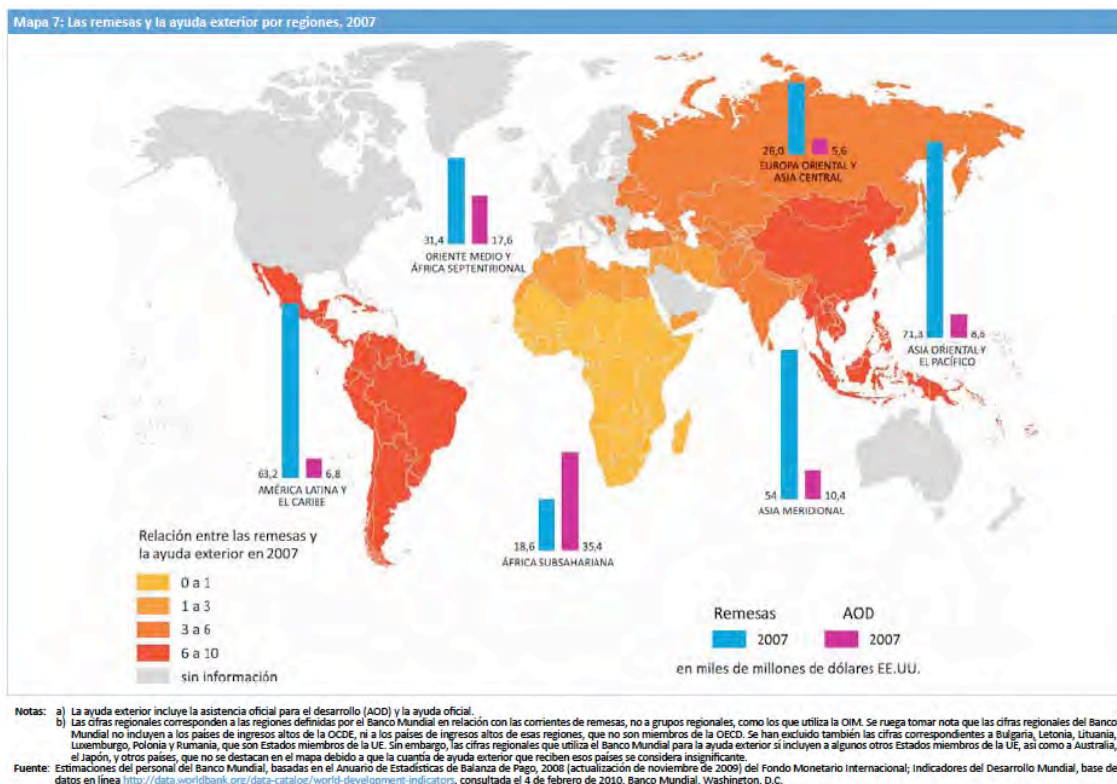 Mapa 7: Las remesas y la ayuda exterior por regiones, 2007
26,0 5,6
EUROPA ORIENTAL Y
ASIA CENTRAL
31,4 17,6
ORIENTE MEDIO Y
ÁFRICA SEPTENTRIONAL
71,3 8,6
ASIA ORIENTAL Y
EL PACÍFICO
63,2 6,8
AMÉRICA LATINA Y
EL CARIBE
54 10,4
ASIA MERIDIONAL
18,6 35,4
ÁFRICA SUBSAHARIANA
Relación entre las remesas y
la ayuda exterior en 2007
0 a 1
1 a 3
3 a 6
6 a 10
sin información
Remesas AOD
2007 2007
en miles de millones de dólares EE.UU.
Notas: a) La ayuda exterior incluye la asistencia oficial para el desarrollo (AOD) y la ayuda oficial.
b) Las cifras regionales corresponden a las regiones definidas por el Banco Mundial en relación con las corrientes de remesas, no a grupos regionales, como los que utiliza la OIM. Se ruega tomar nota que las cifras regionales del Banco
Mundial no incluyen a los países de ingresos altos de la OCDE, ni a los países de ingresos altos de esas regiones, que no son miembros de la OECD. Se han excluido también las cifras correspondientes a Bulgaria, Letonia, Lituania,
Luxemburgo, Polonia y Rumania, que son Estados miembros de la UE. Sin embargo, las cifras regionales que utiliza el Banco Mundial para la ayuda exterior sí incluyen a algunos otros Estados miembros de la UE, así como a Australia,
el Japón, y otros países, que no se destacan en el mapa debido a que la cuantía de ayuda exterior que reciben esos países se considera insignificante.
Fuente: Estimaciones del personal del Banco Mundial, basadas en el Anuario de Estadísticas de Balanza de Pago, 2008 (actualización de noviembre de 2009) del Fondo Monetario Internacional; Indicadores del Desarrollo Mundial, base de
datos en línea http://data.worldbank.org/data-catalog/world-development-indicators, consultada el 4 de febrero de 2010. Banco Mundial, Washington, D.C.